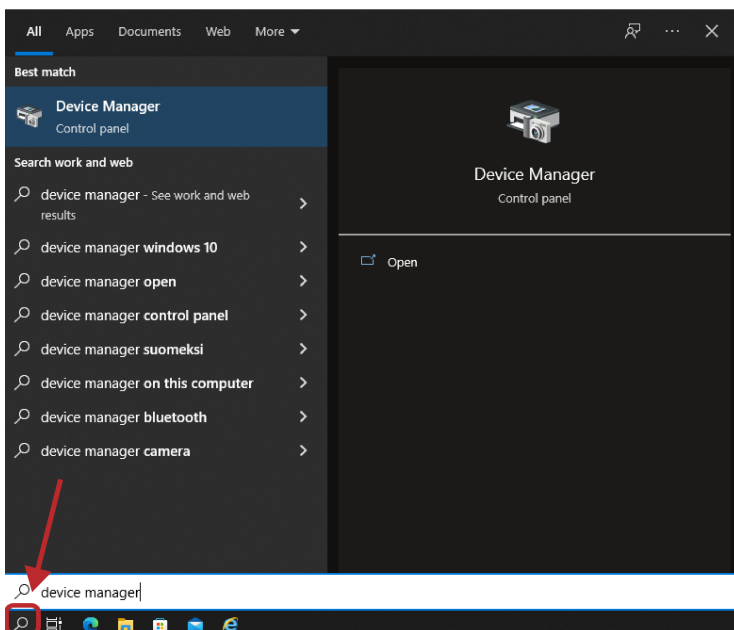 All Apps Documents Web More
Best match
Device Manager
Control panel
Search work and web
device manager - See work and web
results
device manager windows 10
device manager open
device manager control panel
device manager suomeksi
device manager on this computer
device manager bluetooth
device manager camera
Device Manager
Control panel
Open
device manager